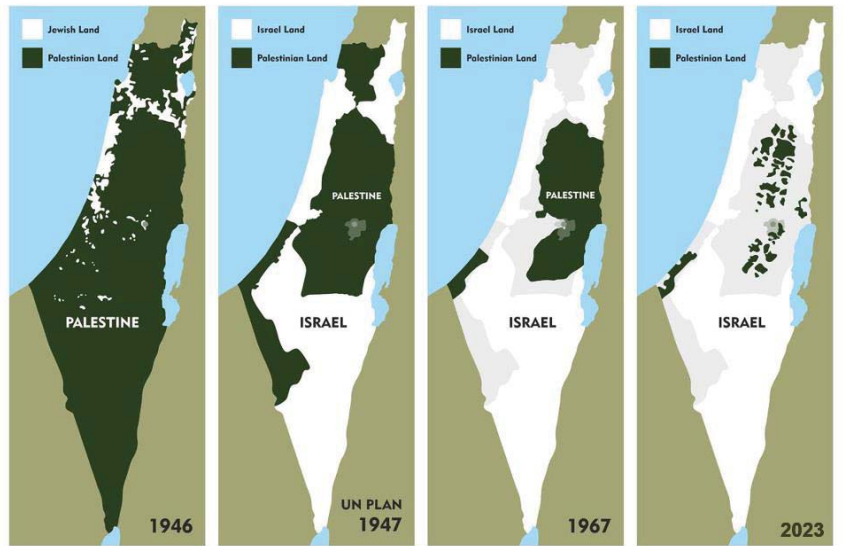 Jewish Land
Palestinian Land
PALESTINE
1946
Israel Land
Palestinian Land
PALESTINE
ISRAEL
UN PLAN
1947
Israel Land
Palestinian Land
PALESTINE
ISRAEL
1967
Israel Land
Palestinian Land
ISRAEL
2023